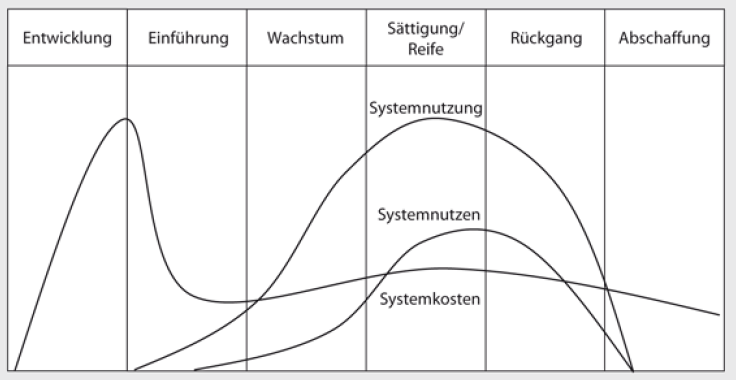 Entwicklung
Einführung
Wachstum
Sättigung/
Reife
Rückgang
Abschaffung
Systemnutzung
Systemnutzen
Systemkosten